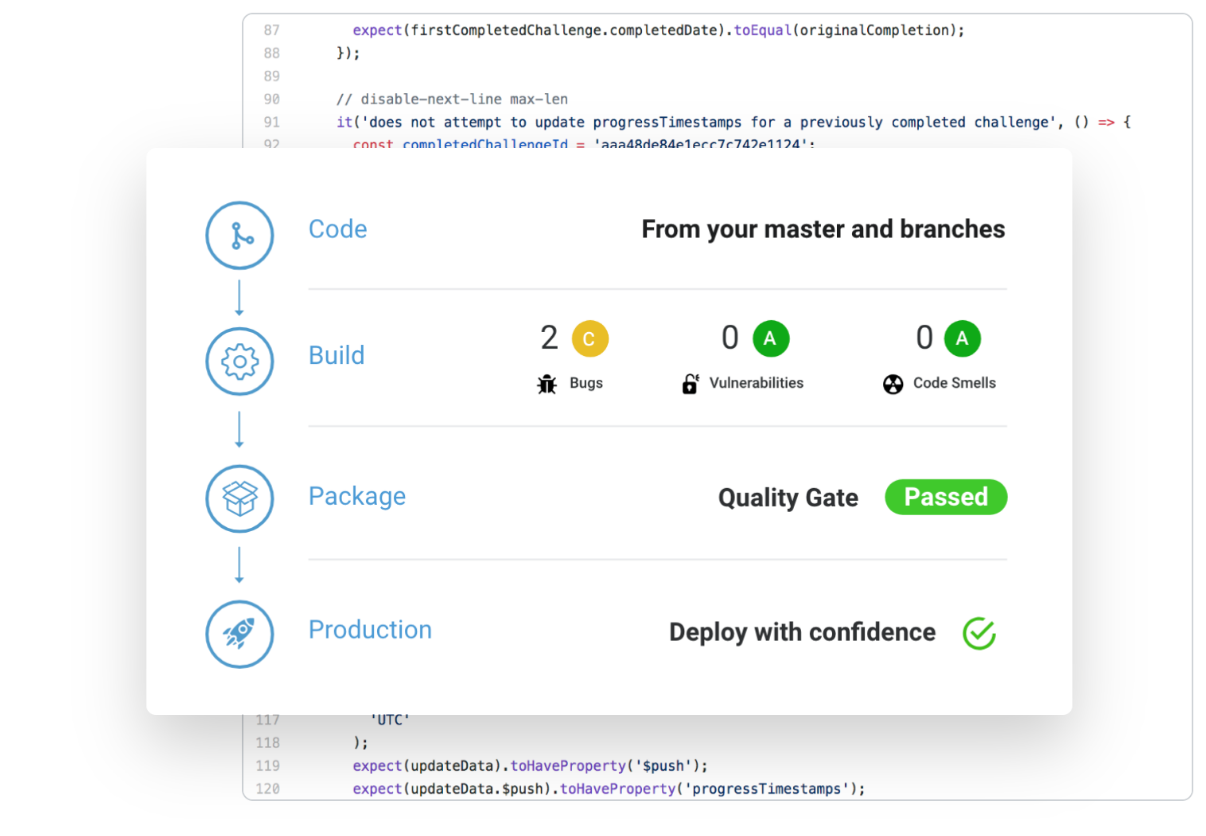 87 expect(firstCompletedChallenge.completedDate).toEqual(originalCompletion);
88 });
89
90 // disable-next-line max-len
91 it('does not attempt to update progressTimestamps for a previously completed challenge', () => {
92 const completedChallengeId = 'aaa48de84e1ecc7c742e1124';
Code From your master and branches
Build 2 C 0 A 0 A
Bugs Vulnerabilities Code Smells
Package Quality Gate Passed
Production Deploy with confidence
117 'UTC'
118 );
119 expect(updateData).toHaveProperty('$push');
120 expect(updateData.$push).toHaveProperty('progressTimestamps');